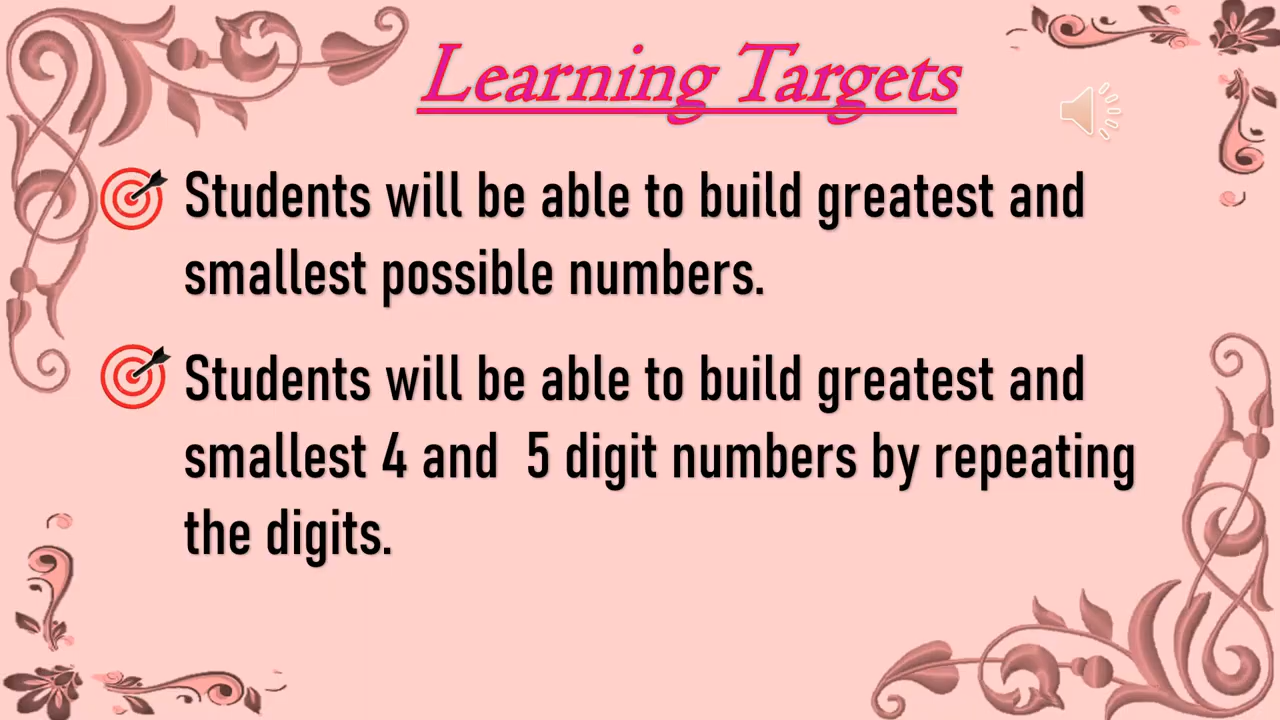 Learning Targets
Students will be able to build greatest and
smallest possible numbers.
Students will be able to build greatest and
smallest 4 and  5 digit numbers by repeating
the digits.